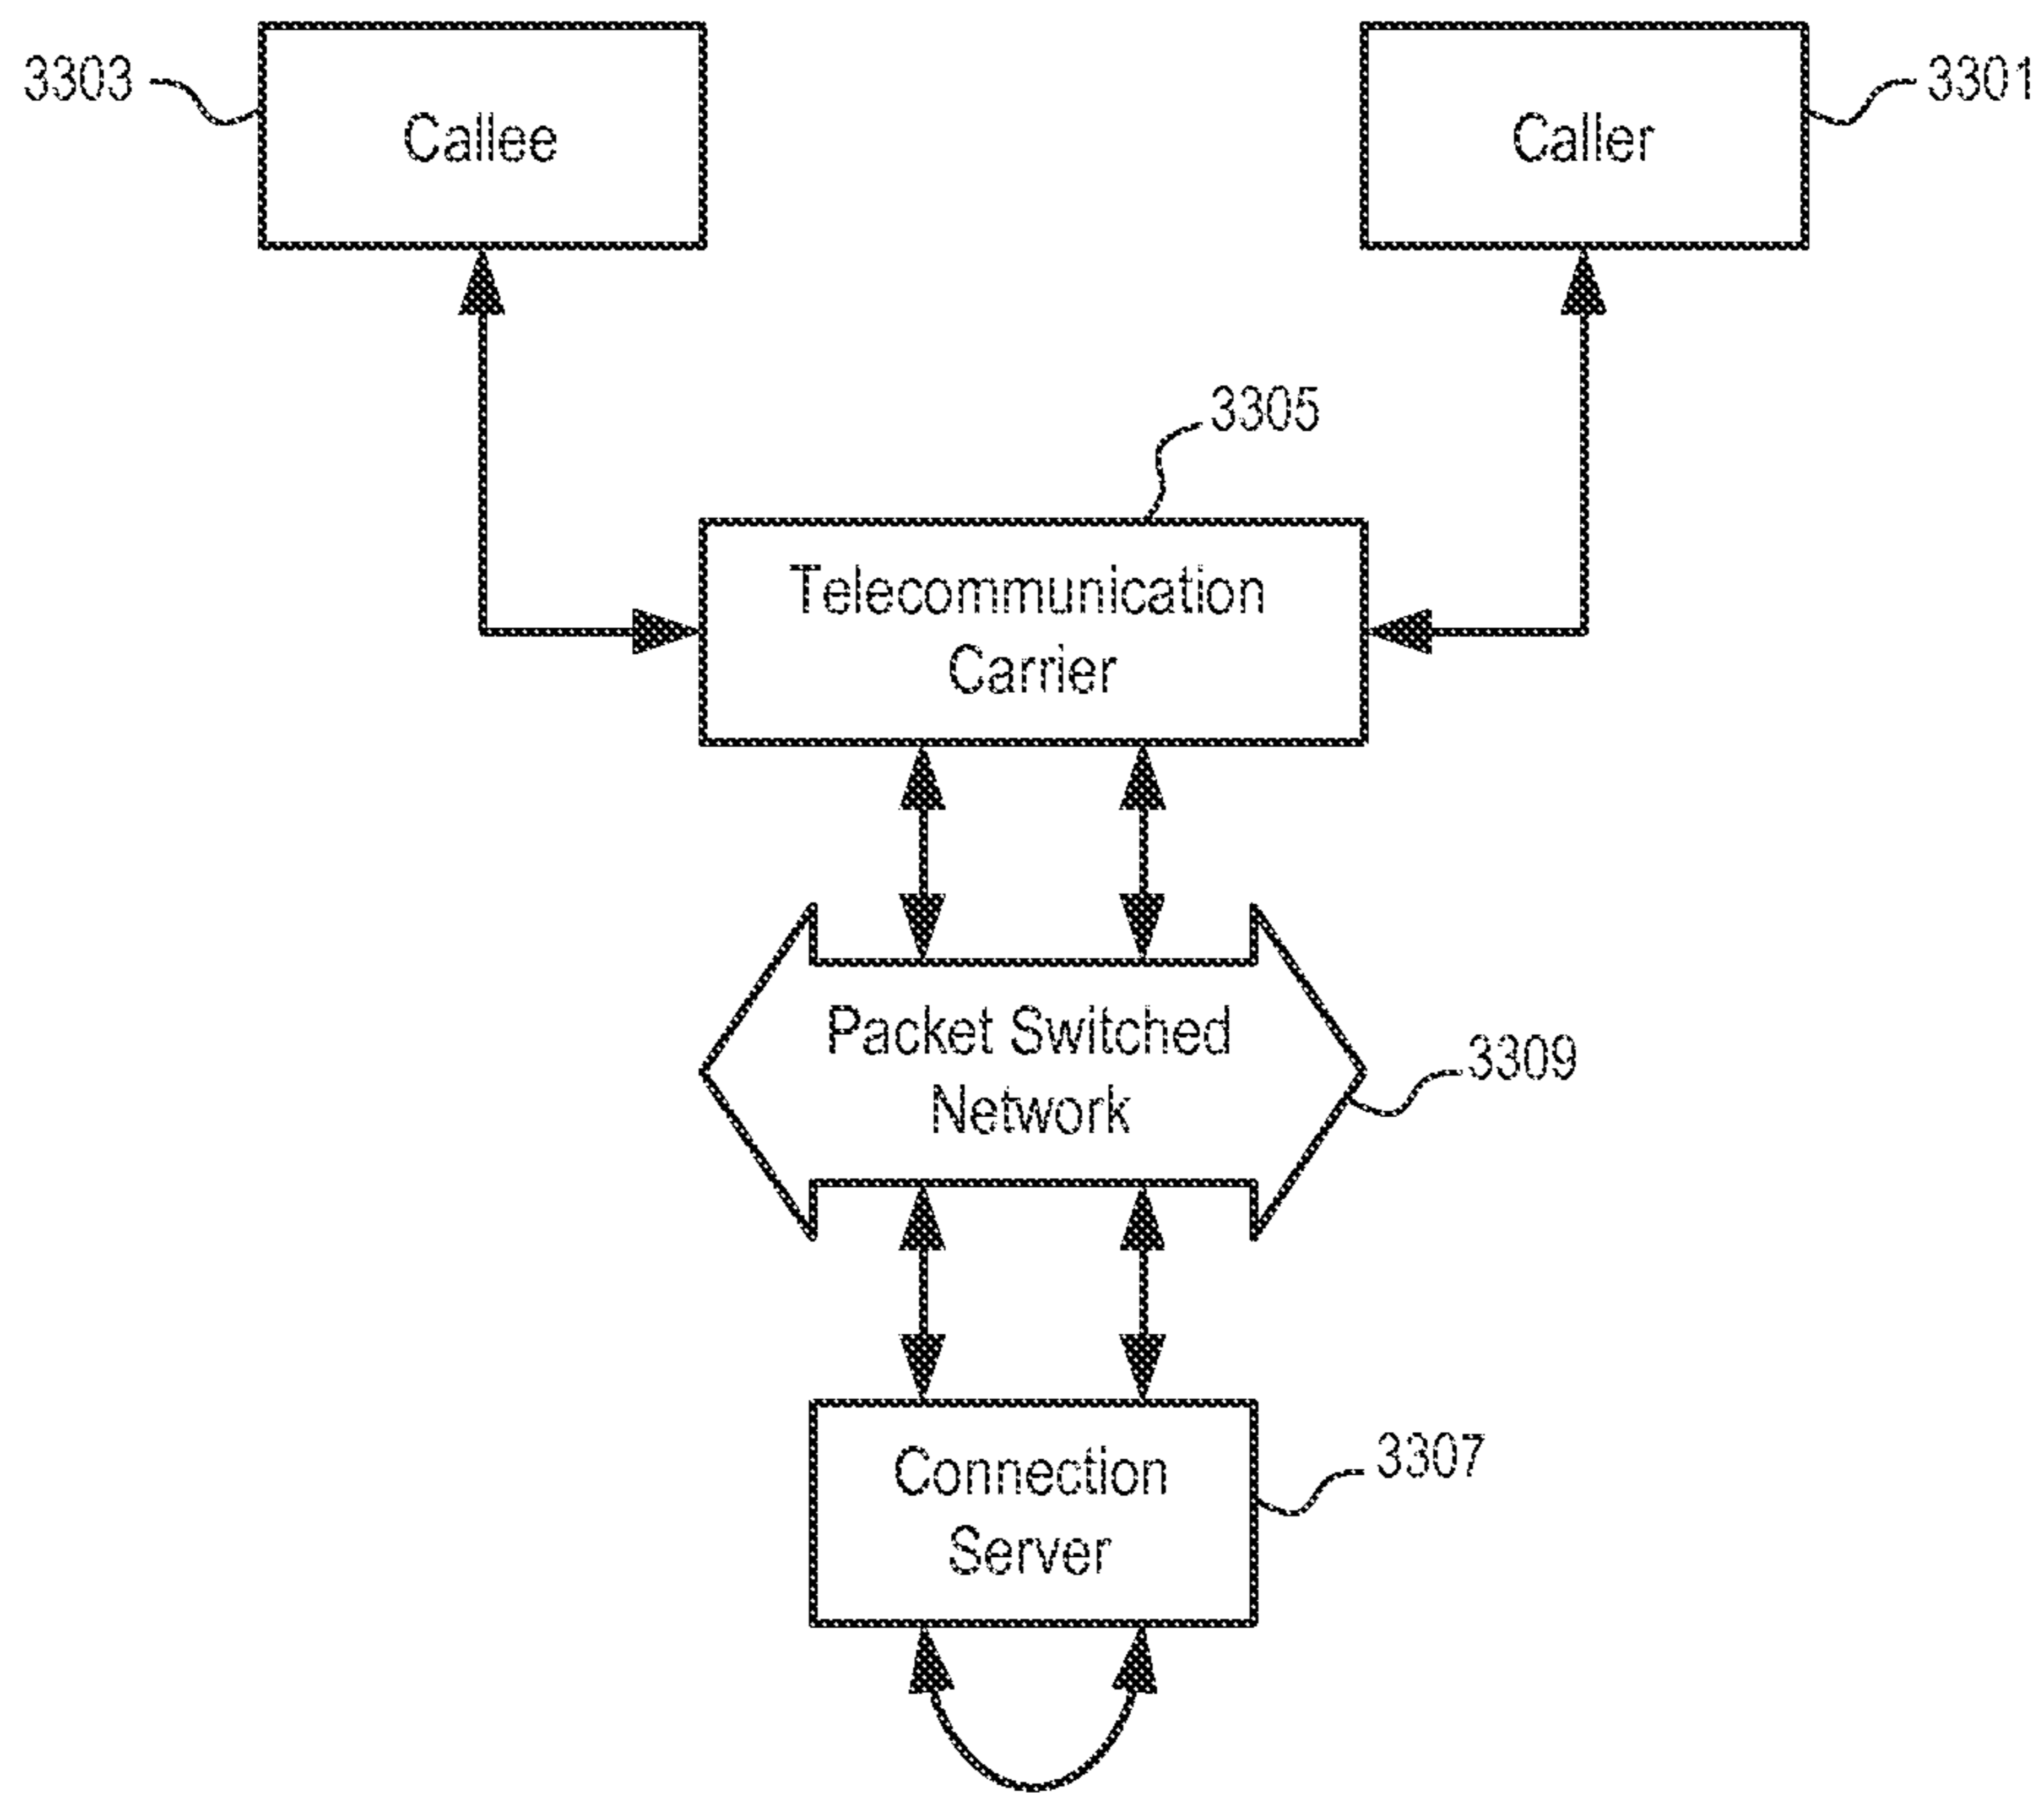 3303
Callee
Caller
3301
3305
Telecommunication
Carrier
Packet Switched
Network
3309
Connection
Server
3307